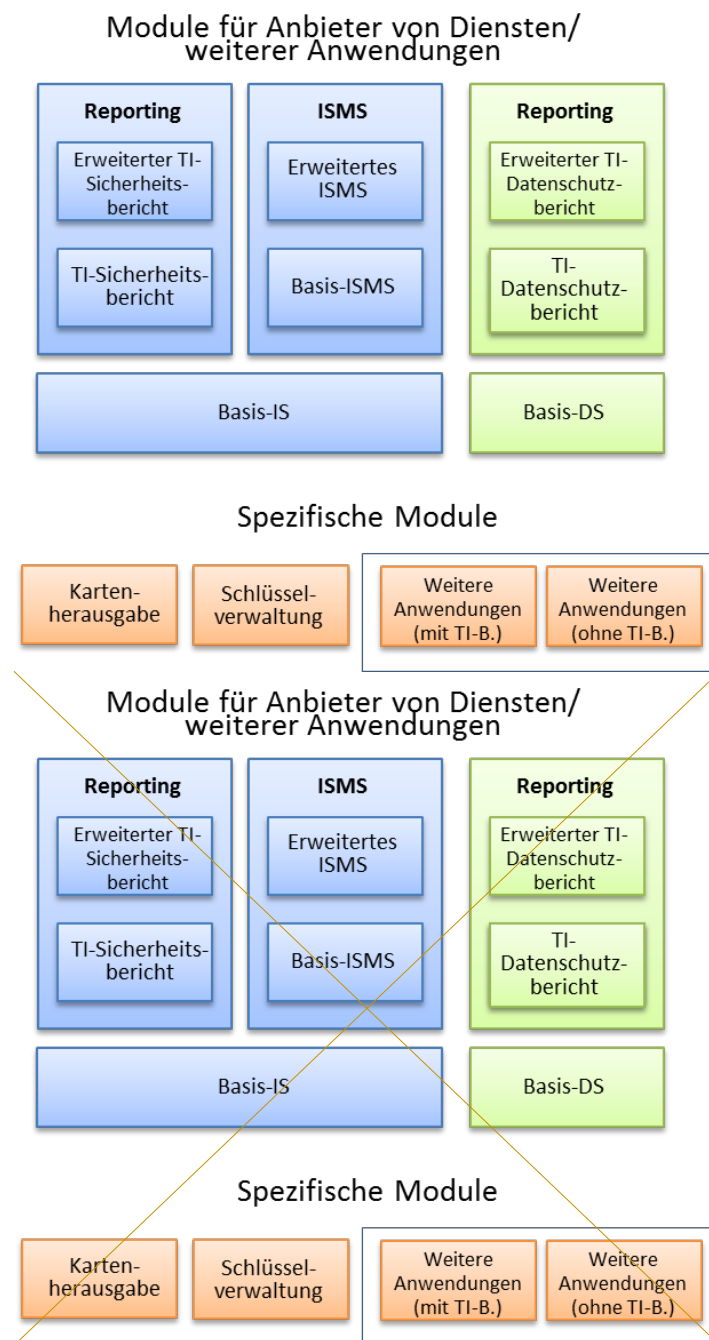 Module für Anbieter von Diensten/
weiterer Anwendungen
Reporting
Erweiterter TI-
Sicherheits-
bericht
TI-Sicherheits-
bericht
ISMS
Erweitertes
ISMS
Basis-ISMS
Reporting
Erweiterter TI-
Datenschutz-
bericht
TI-
Datenschutz-
bericht
Basis-IS
Basis-DS
Spezifische Module
Karten-
herausgabe
Schlüssel-
verwaltung
Weitere
Anwendungen
(mit TI-B.)
Weitere
Anwendungen
(ohne TI-B.)
Module für Anbieter von Diensten/
weiterer Anwendungen
Reporting
Erweiterter TI-
Sicherheits-
bericht
TI-Sicherheits-
bericht
ISMS
Erweitertes
ISMS
Basis-ISMS
Reporting
Erweiterter TI-
Datenschutz-
bericht
TI-
Datenschutz-
bericht
Basis-IS
Basis-DS
Spezifische Module
Karten-
herausgabe
Schlüssel-
verwaltung
Weitere
Anwendungen
(mit TI-B.)
Weitere
Anwendungen
(ohne TI-B.)